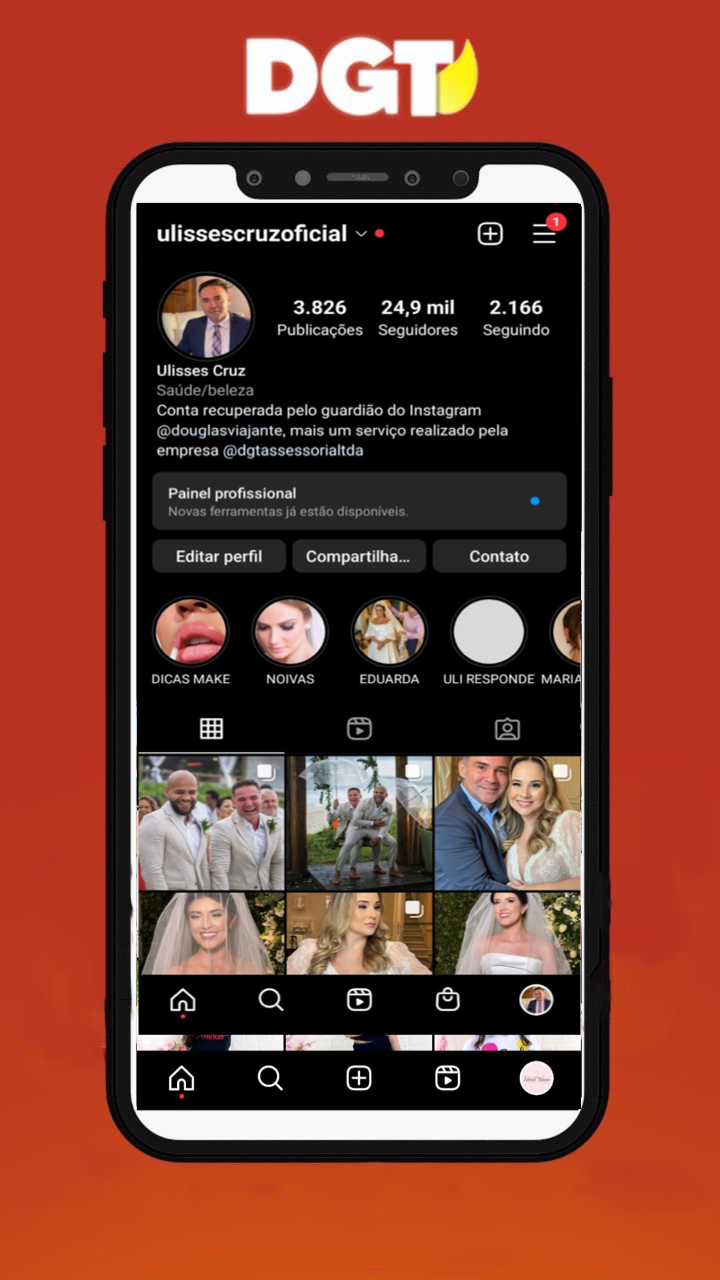 DGT
ulissescruzoficial
1
3.826 24,9 mil 2.166
Publicações Seguidores Seguindo
Ulisses Cruz
Saúde/beleza
Conta recuperada pelo guardião do Instagram
@douglasviajante, mais um serviço realizado pela
empresa @dgtassessorialtda
Painel profissional
Novas ferramentas já estão disponíveis.
Editar perfil Compartilha... Contato
DICAS MAKE NOIVAS EDUARDA ULI RESPONDE MARIA